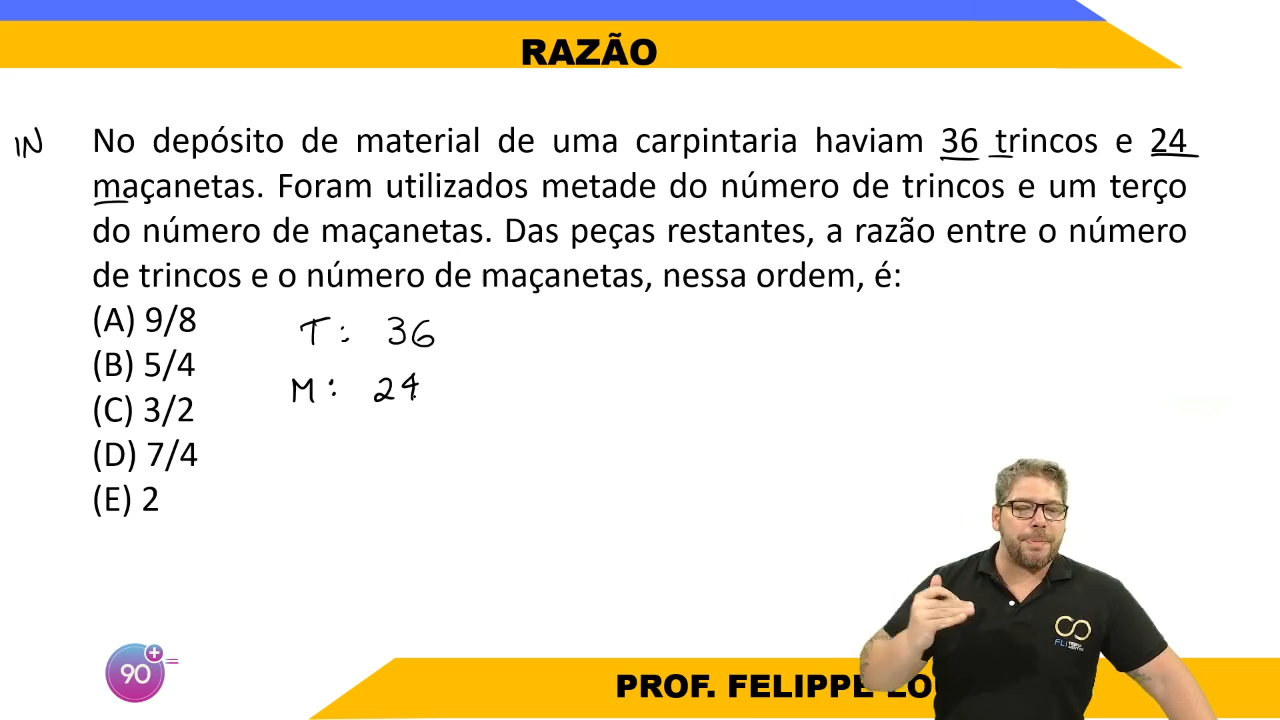 RAZÃO
IN
No depósito de material de uma carpintaria haviam 36 trincos e 24
maçanetas. Foram utilizados metade do número de trincos e um terço
do número de maçanetas. Das peças restantes, a razão entre o número
de trincos e o número de maçanetas, nessa ordem, é:
(A) 9/8
(B) 5/4
(C) 3/2
(D) 7/4
(E) 2
T: 36
M: 24
90+
PROF. FELIPPE LO